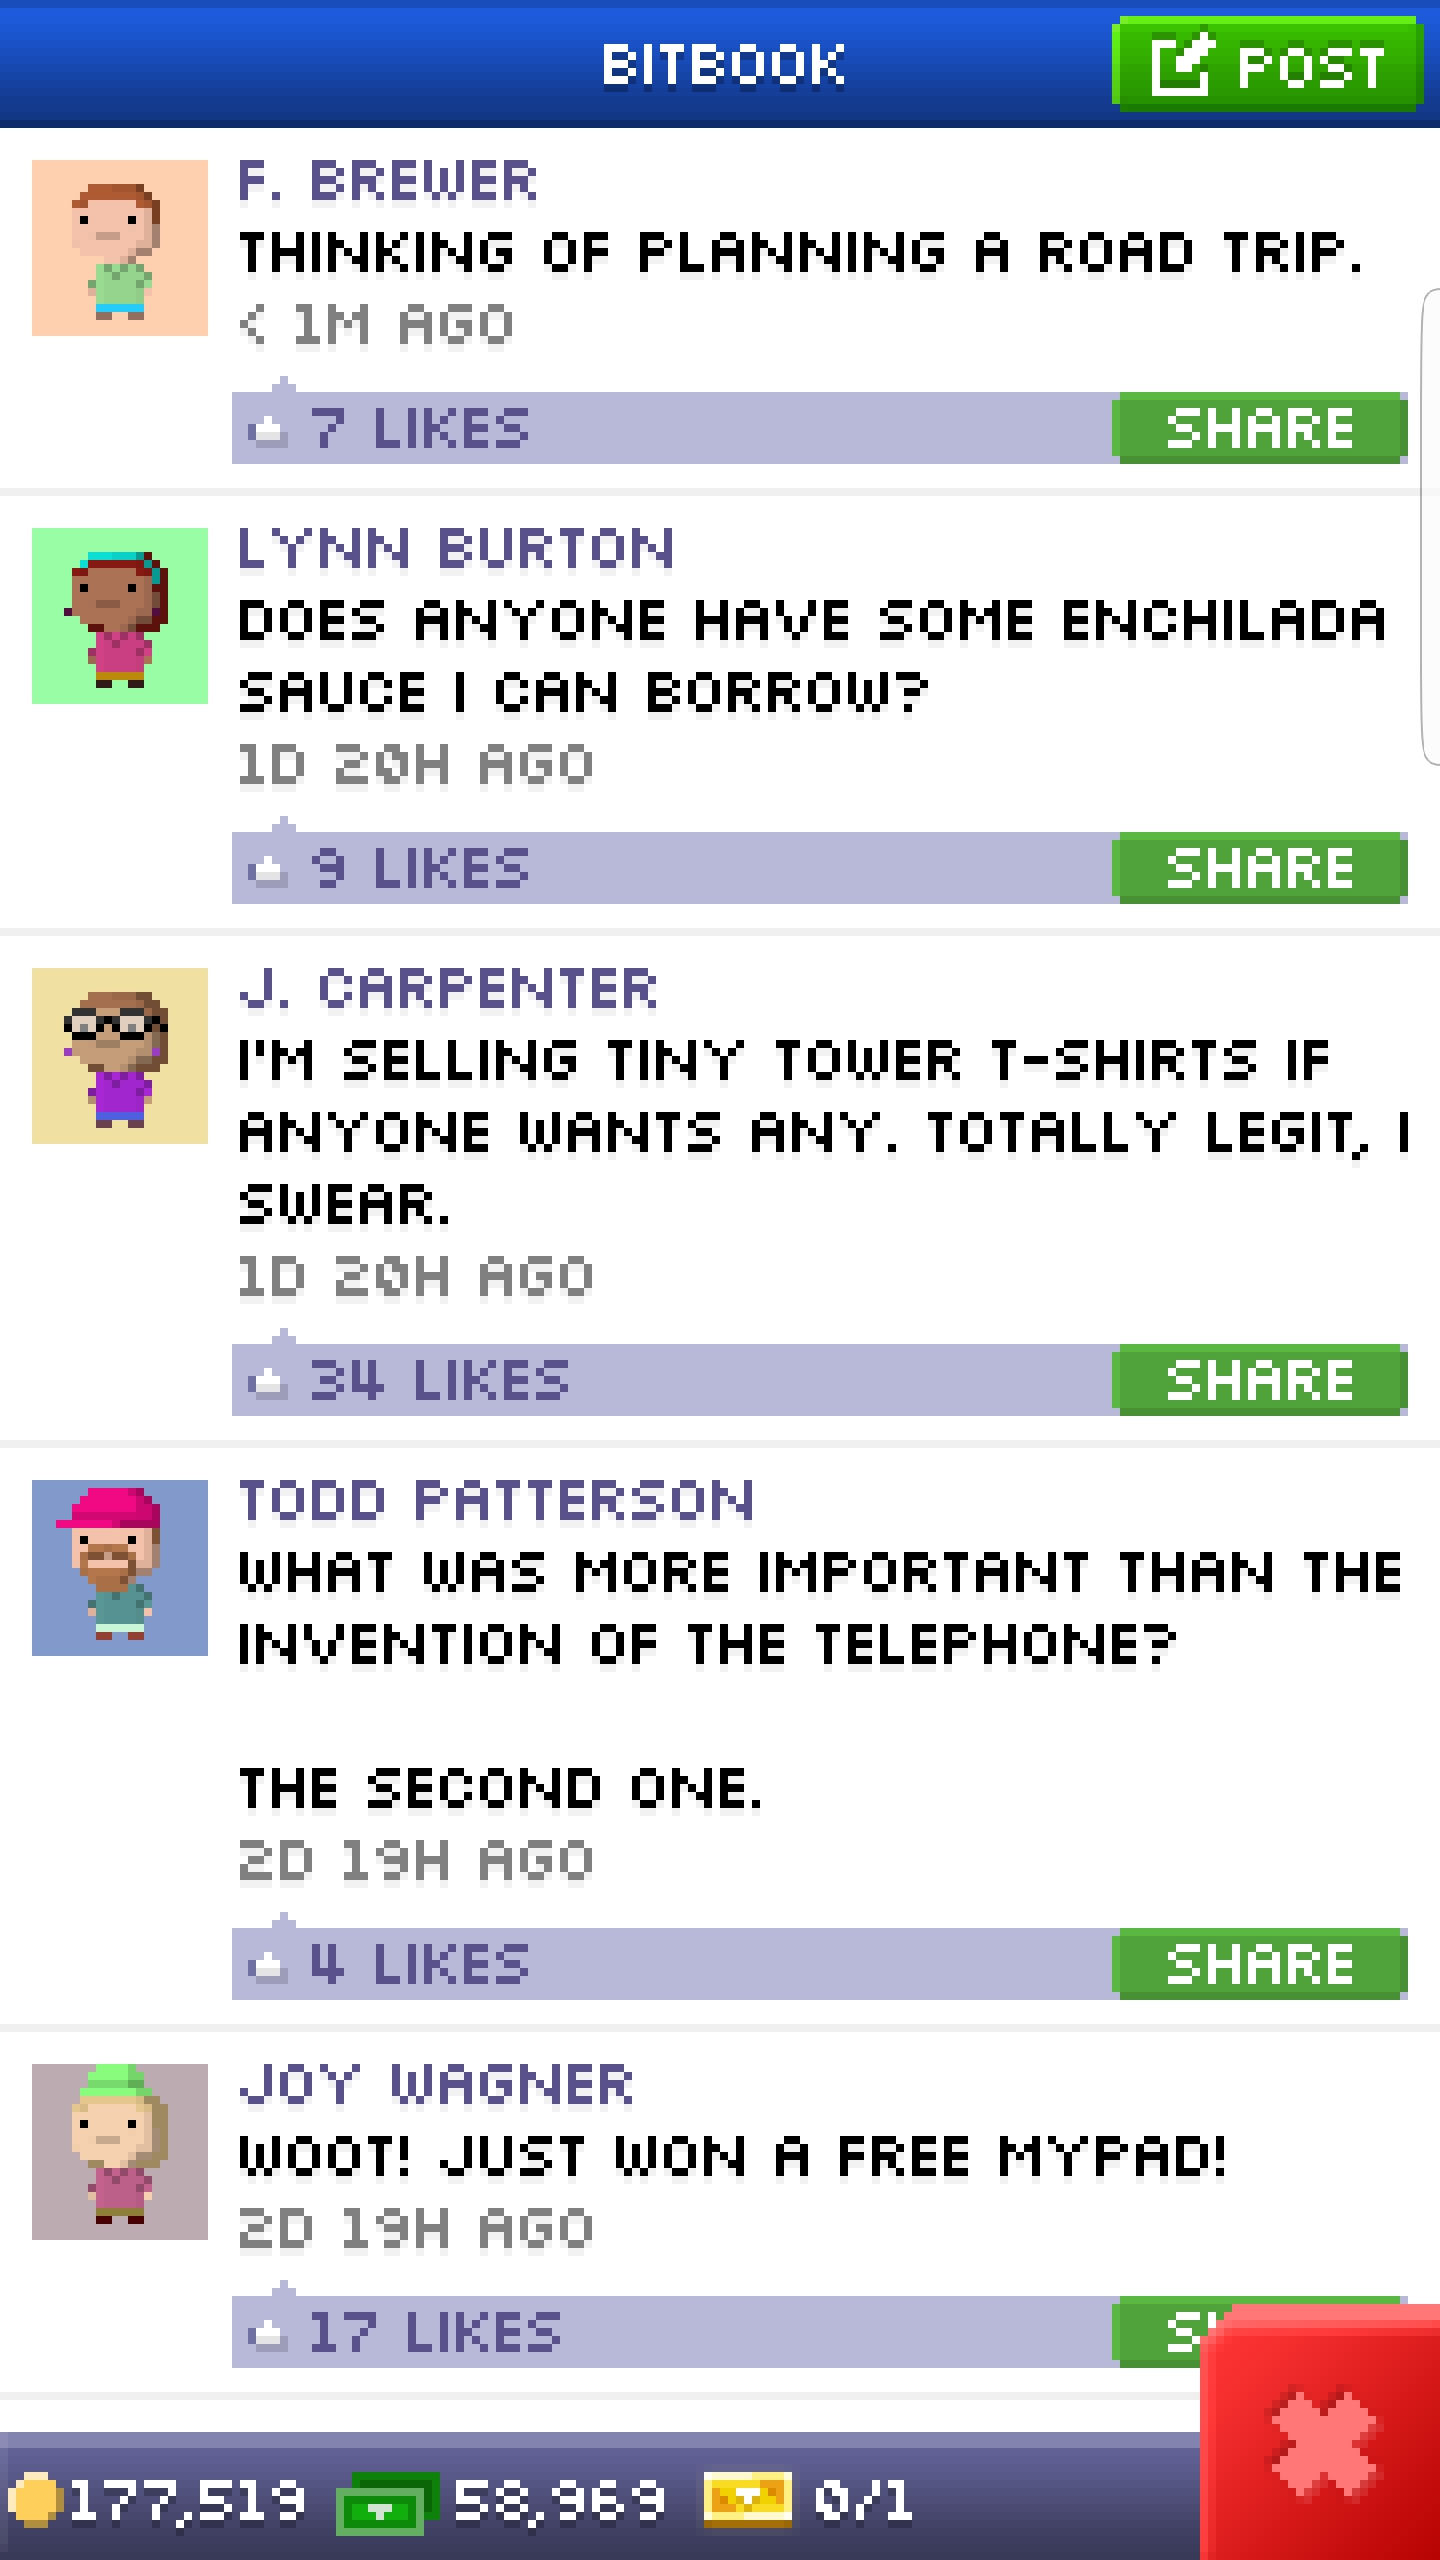 BITBOOK
POST
F. BREWER
THINKING OF PLANNING A ROAD TRIP.
< 1M AGO
7 LIKES
SHARE
LYNN BURTON
DOES ANYONE HAVE SOME ENCHILADA
SAUCE I CAN BORROW?
1D 20H AGO
9 LIKES
SHARE
J. CARPENTER
I'M SELLING TINY TOWER T-SHIRTS IF
ANYONE WANTS ANY. TOTALLY LEGIT, I
SWEAR.
1D 20H AGO
34 LIKES
SHARE
TODD PATTERSON
WHAT WAS MORE IMPORTANT THAN THE
INVENTION OF THE TELEPHONE?
THE SECOND ONE.
2D 19H AGO
4 LIKES
SHARE
JOY WAGNER
WOOT! JUST WON A FREE MYPAD!
2D 19H AGO
17 LIKES
177,519
58,969
0/1